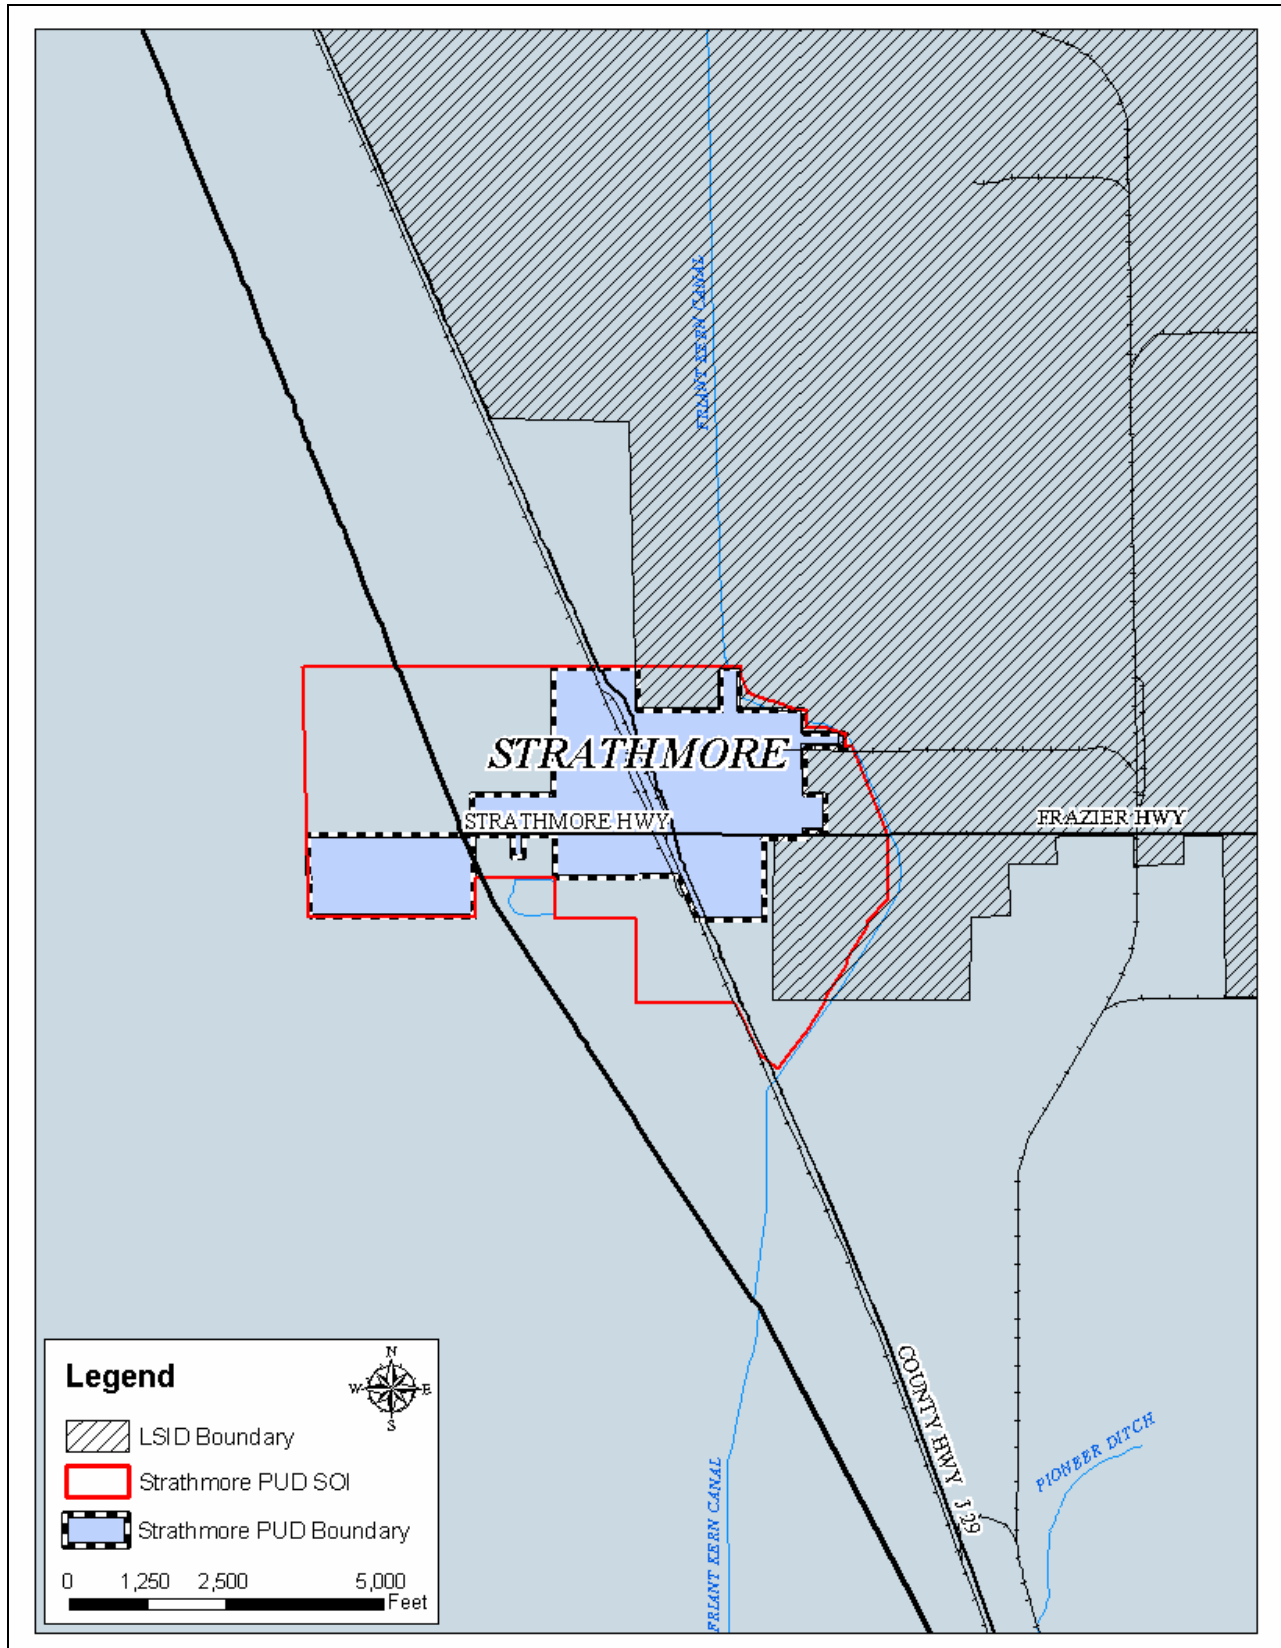 FRIANT KERN CANAL
STRATHMORE
STRATHMORE HWY
FRAZIER HWY
COUNTY HWY J 29
PIONEER DITCH
FRIANT KERN CANAL
Legend
N
W E
S
LSID Boundary
Strathmore PUD SOI
Strathmore PUD Boundary
0 1,250 2,500 5,000
Feet